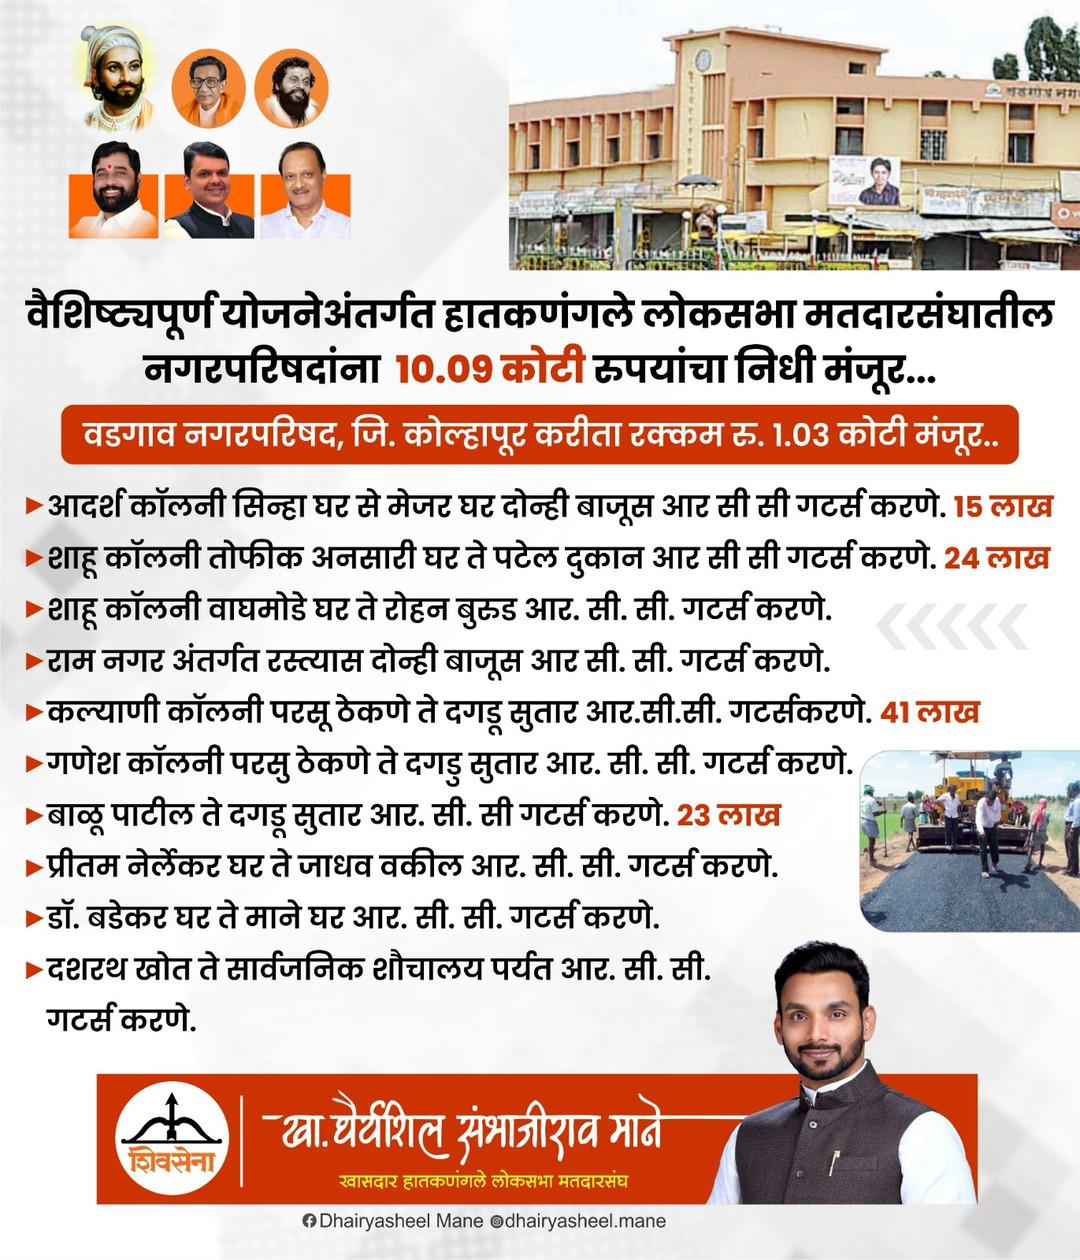 वडगांव नगर
वैशिष्ट्यपूर्ण योजनेअंतर्गत हातकणंगले लोकसभा मतदारसंघातील
नगरपरिषदांना 10.09 कोटी रुपयांचा निधी मंजूर...
वडगाव नगरपरिषद, जि. कोल्हापूर करीता रक्कम रु. 1.03 कोटी मंजूर..
►आदर्श कॉलनी सिन्हा घर से मेजर घर दोन्ही बाजूस आर सी सी गटर्स करणे. 15 लाख
►शाहू कॉलनी तोफीक अनसारी घर ते पटेल दुकान आर सी सी गटर्स करणे. 24 लाख
►शाहू कॉलनी वाघमोडे घर ते रोहन बुरुड आर. सी. सी. गटर्स करणे.
►राम नगर अंतर्गत रस्त्यास दोन्ही बाजूस आर सी. सी. गटर्स करणे.
►कल्याणी कॉलनी परसू ठेकणे ते दगडू सुतार आर.सी.सी. गटर्सकरणे. 41 लाख
►गणेश कॉलनी परसु ठेकणे ते दगडु सुतार आर. सी. सी. गटर्स करणे.
►बाळू पाटील ते दगडू सुतार आर. सी. सी गटर्स करणे. 23 लाख
►प्रीतम नेर्लेकर घर ते जाधव वकील आर. सी. सी. गटर्स करणे.
►डॉ. बडेकर घर ते माने घर आर. सी. सी. गटर्स करणे.
►दशरथ खोत ते सार्वजनिक शौचालय पर्यत आर. सी. सी.
गटर्स करणे.
शिवसेना
खा. धैर्यशिल संभाजीराव माने
खासदार हातकणंगले लोकसभा मतदारसंघ
Dhairyasheel Mane dhairyasheel.mane